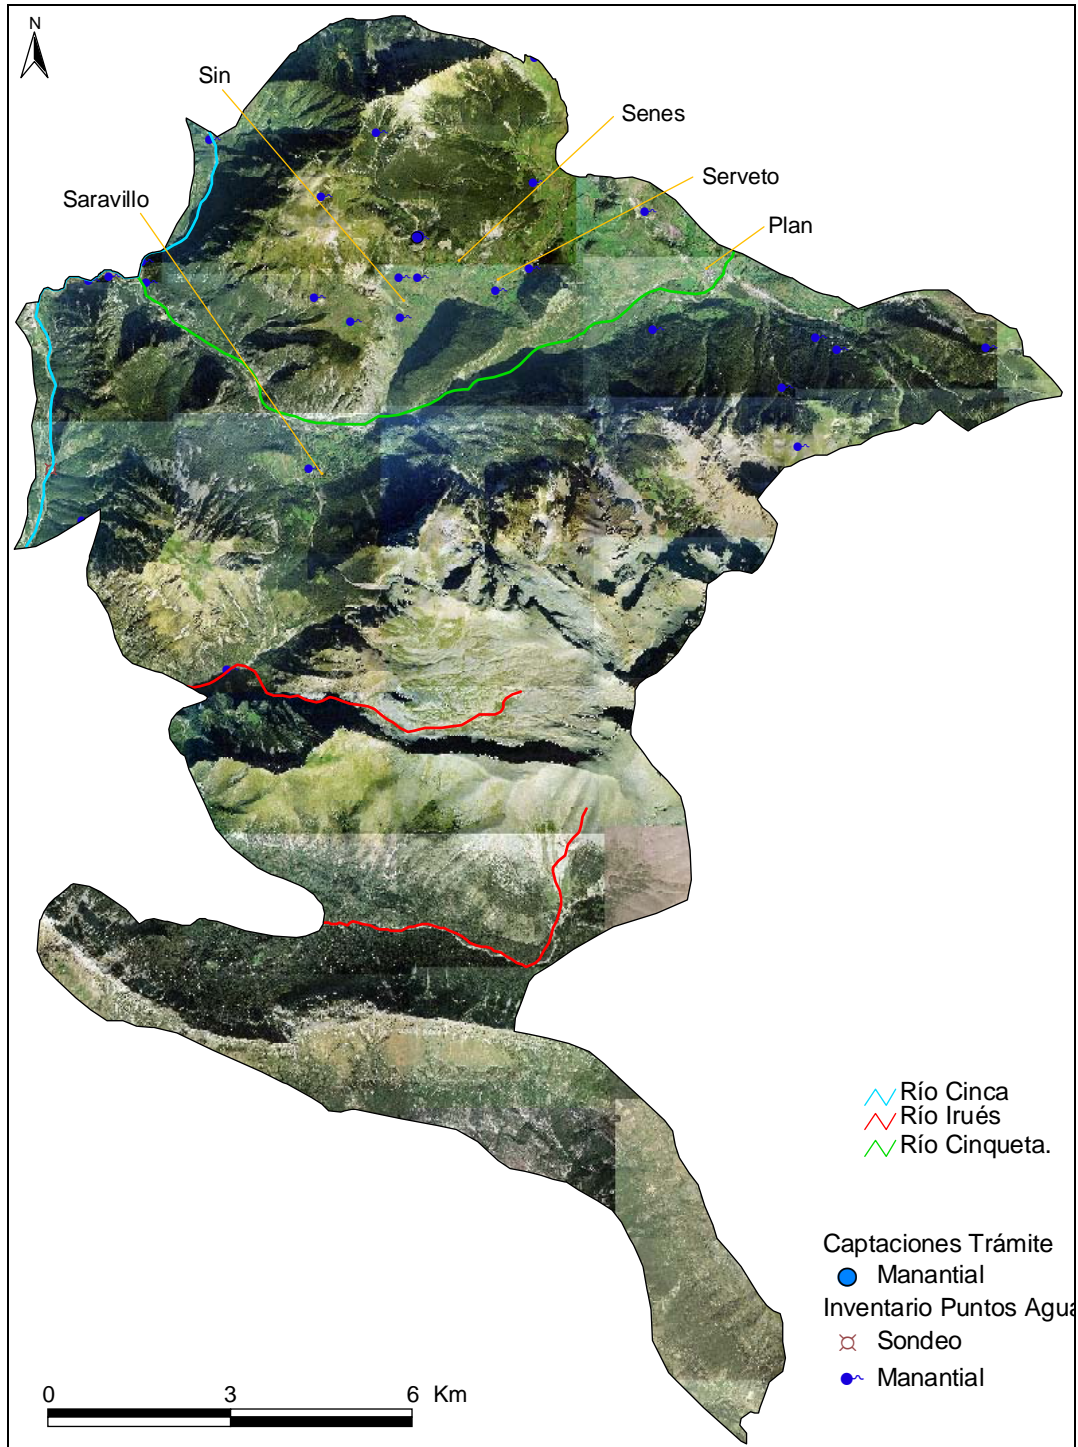 N
Sin
Senes
Serveto
Saravillo
Plan
Río Cinca
Río Irués
Río Cinqueta.
Captaciones Trámite
Manantial
Inventario Puntos Agua
Sondeo
Manantial
0 3 6 Km